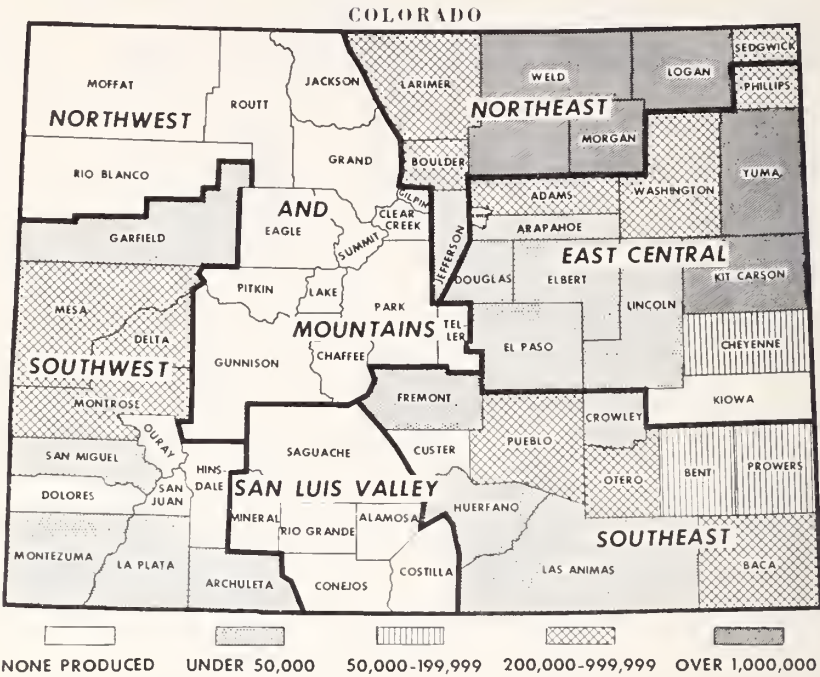 COLORADO
MOFFAT
ROUTT
JACKSON
LARIMER
WELD
LOGAN
SEDGWICK
PHILLIPS
NORTHWEST
NORTHEAST
MORGAN
RIO BLANCO
GRAND
BOULDER
WASHINGTON
YUMA
GILPIN
ADAMS
AND
CLEAR
CREEK
ARAPAHOE
GARFIELD
EAGLE
SUMMIT
JEFFERSON
EAST CENTRAL
DOUGLAS
ELBERT
KIT CARSON
PITKIN
LAKE
PARK
LINCOLN
MESA
DELTA
MOUNTAINS
TEL-
LER
EL PASO
CHEYENNE
SOUTHWEST
GUNNISON
CHAFFEE
FREMONT
KIOWA
MONTROSE
CROWLEY
OURAY
PUEBLO
SAN MIGUEL
SAGUACHE
CUSTER
OTERO
BENT
PROWERS
HINS-
DALE
DOLORES
SAN
JUAN
SAN LUIS VALLEY
MINERAL
RIO GRANDE
ALAMOSA
HUERFANO
SOUTHEAST
MONTEZUMA
LA PLATA
ARCHULETA
CONEJOS
COSTILLA
LAS ANIMAS
BACA
NONE PRODUCED
UNDER 50,000
50,000-199,999
200,000-999,999
OVER 1,000,000